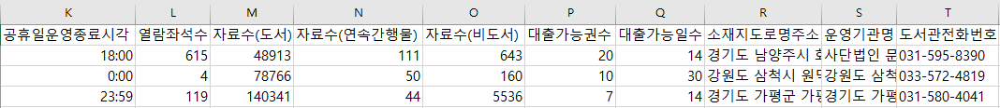 K L M N O P Q R S T
공휴일운영종료시각 열람좌석수 자료수(도서) 자료수(연속간행물) 자료수(비도서) 대출가능권수 대출가능일수 소재지도로명주소 운영기관명 도서관전화번호
18:00 615 48913 111 643 20 14 경기도 남양주시 사단법인 문 031-595-8390
0:00 4 78766 50 160 10 30 강원도 삼척시 원 강원도 삼척 033-572-4819
23:59 119 140341 44 5536 7 14 경기도 가평군 가평 경기도 가평 031-580-4041